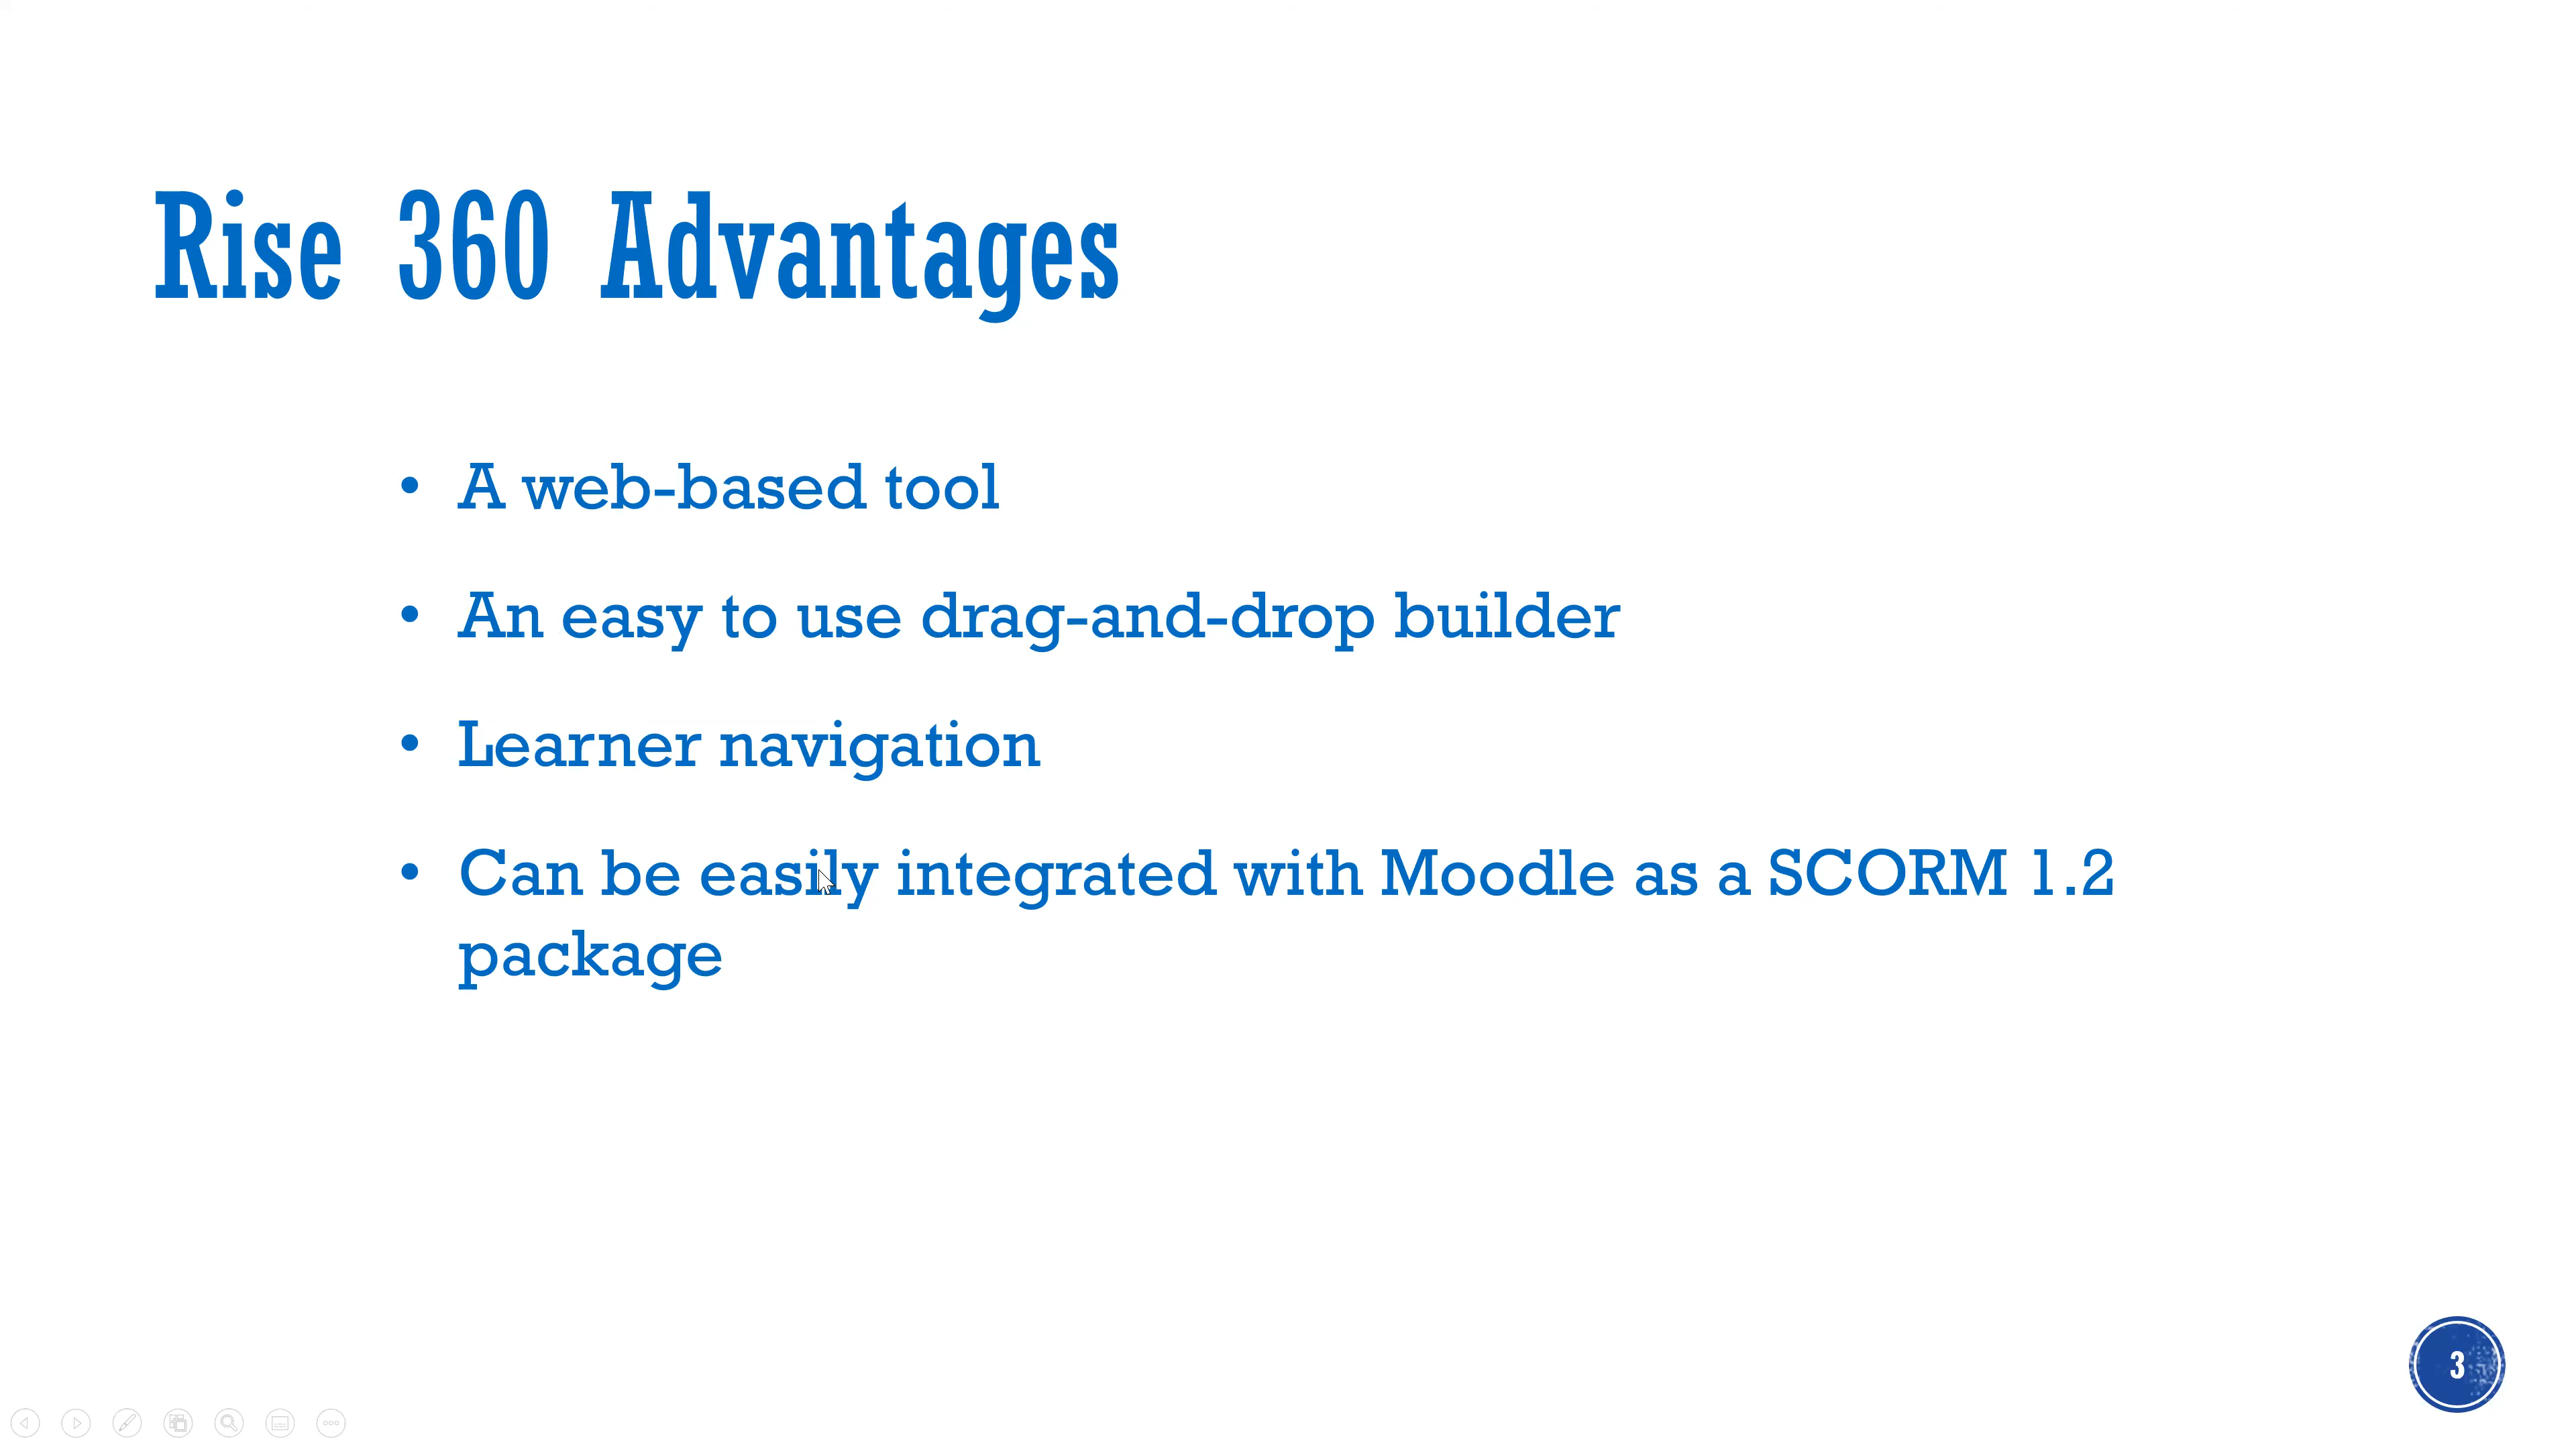 Rise 360 Advantages
• A web-based tool
• An easy to use drag-and-drop builder
• Learner navigation
• Can be easily integrated with Moodle as a SCORM 1.2
package
3